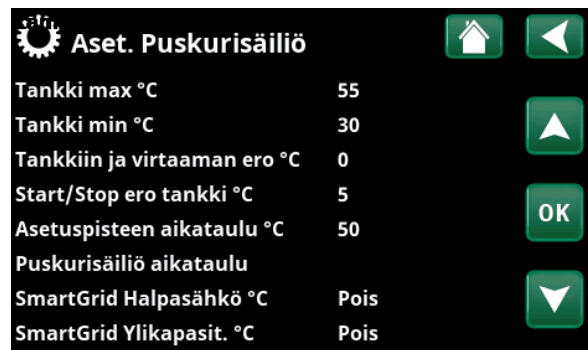 Aset. Puskurisäiliö
Tankki max °C 55
Tankki min °C 30
Tankkiin ja virtaaman ero °C 0
Start/Stop ero tankki °C 5
Asetuspisteen aikataulu °C 50
Puskurisäiliö aikataulu
SmartGrid Halpasähkö °C Pois
SmartGrid Ylikapasit. °C Pois
OK